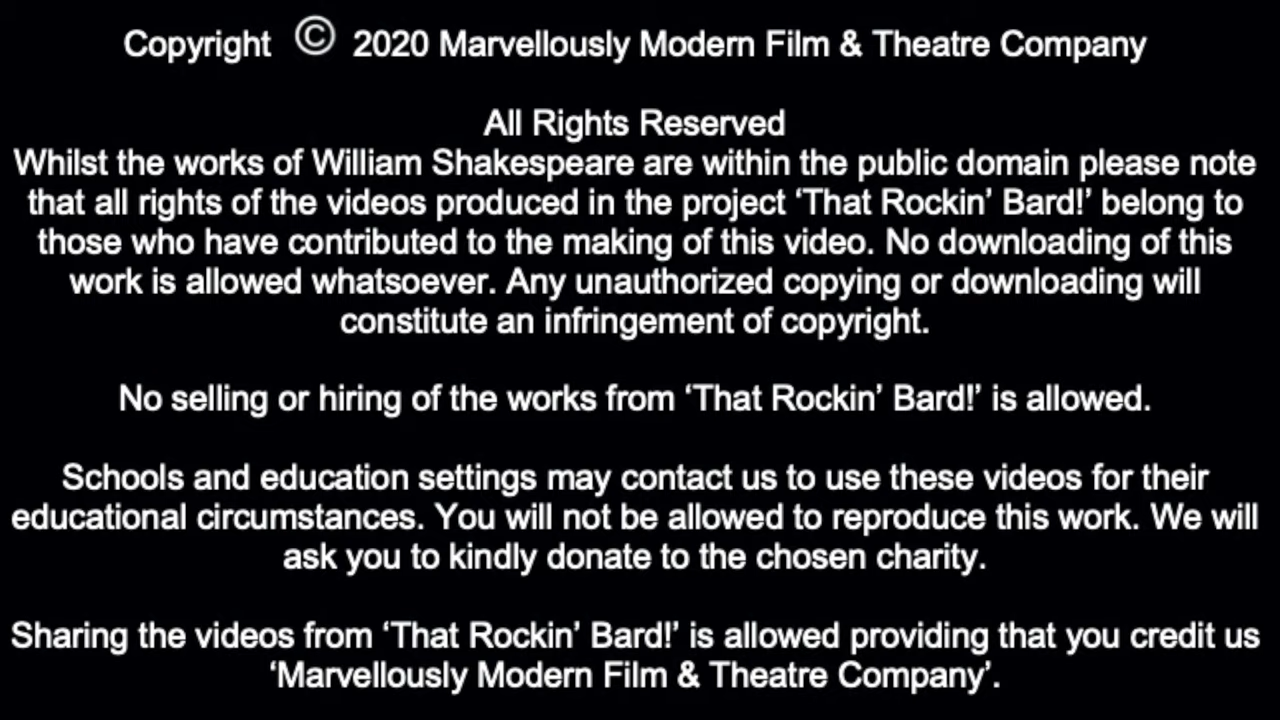 Copyright © 2020 Marvellously Modern Film & Theatre Company
All Rights Reserved
Whilst the works of William Shakespeare are within the public domain please note
that all rights of the videos produced in the project ‘That Rockin’ Bard!’ belong to
those who have contributed to the making of this video. No downloading of this
work is allowed whatsoever. Any unauthorized copying or downloading will
constitute an infringement of copyright.
No selling or hiring of the works from ‘That Rockin’ Bard!’ is allowed.
Schools and education settings may contact us to use these videos for their
educational circumstances. You will not be allowed to reproduce this work. We will
ask you to kindly donate to the chosen charity.
Sharing the videos from ‘That Rockin’ Bard!’ is allowed providing that you credit us
‘Marvellously Modern Film & Theatre Company’.